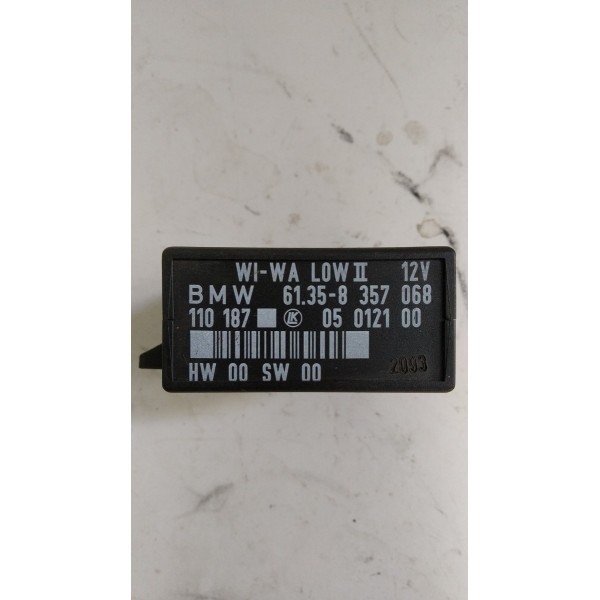 WI-WA LOW II 12V
BMW 61.35-8 357 068
110 187 LK 05 0121 00
HW 00 SW 00 2093